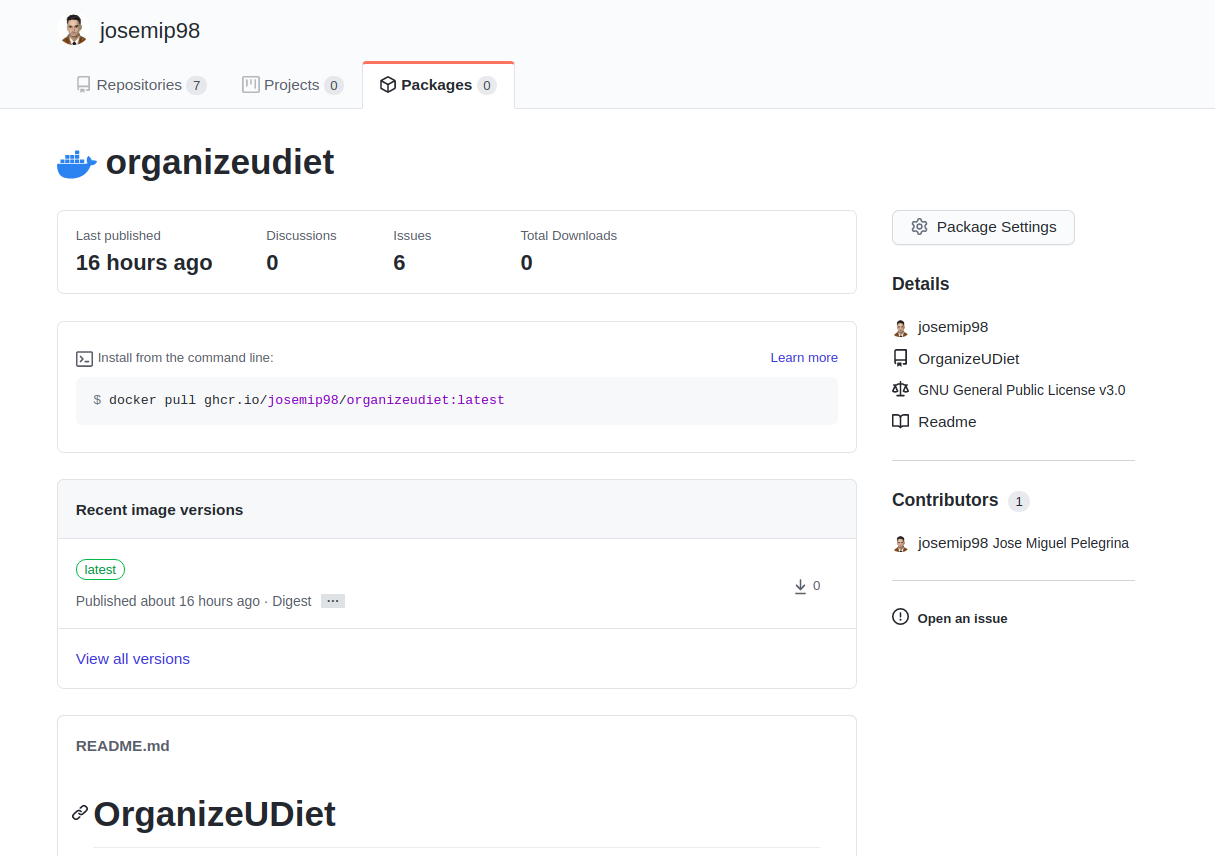 josemip98
Repositories 7 Projects 0 Packages 0
organizeudiet
Last published Discussions Issues Total Downloads
16 hours ago 0 6 0
Package Settings
Install from the command line: Learn more
$ docker pull ghcr.io/josemip98/organizeudiet:latest
Details
josemip98
OrganizeUDiet
GNU General Public License v3.0
Readme
Recent image versions
latest
Published about 16 hours ago · Digest ···
0
View all versions
Contributors 1
josemip98 Jose Miguel Pelegrina
Open an issue
README.md
OrganizeUDiet